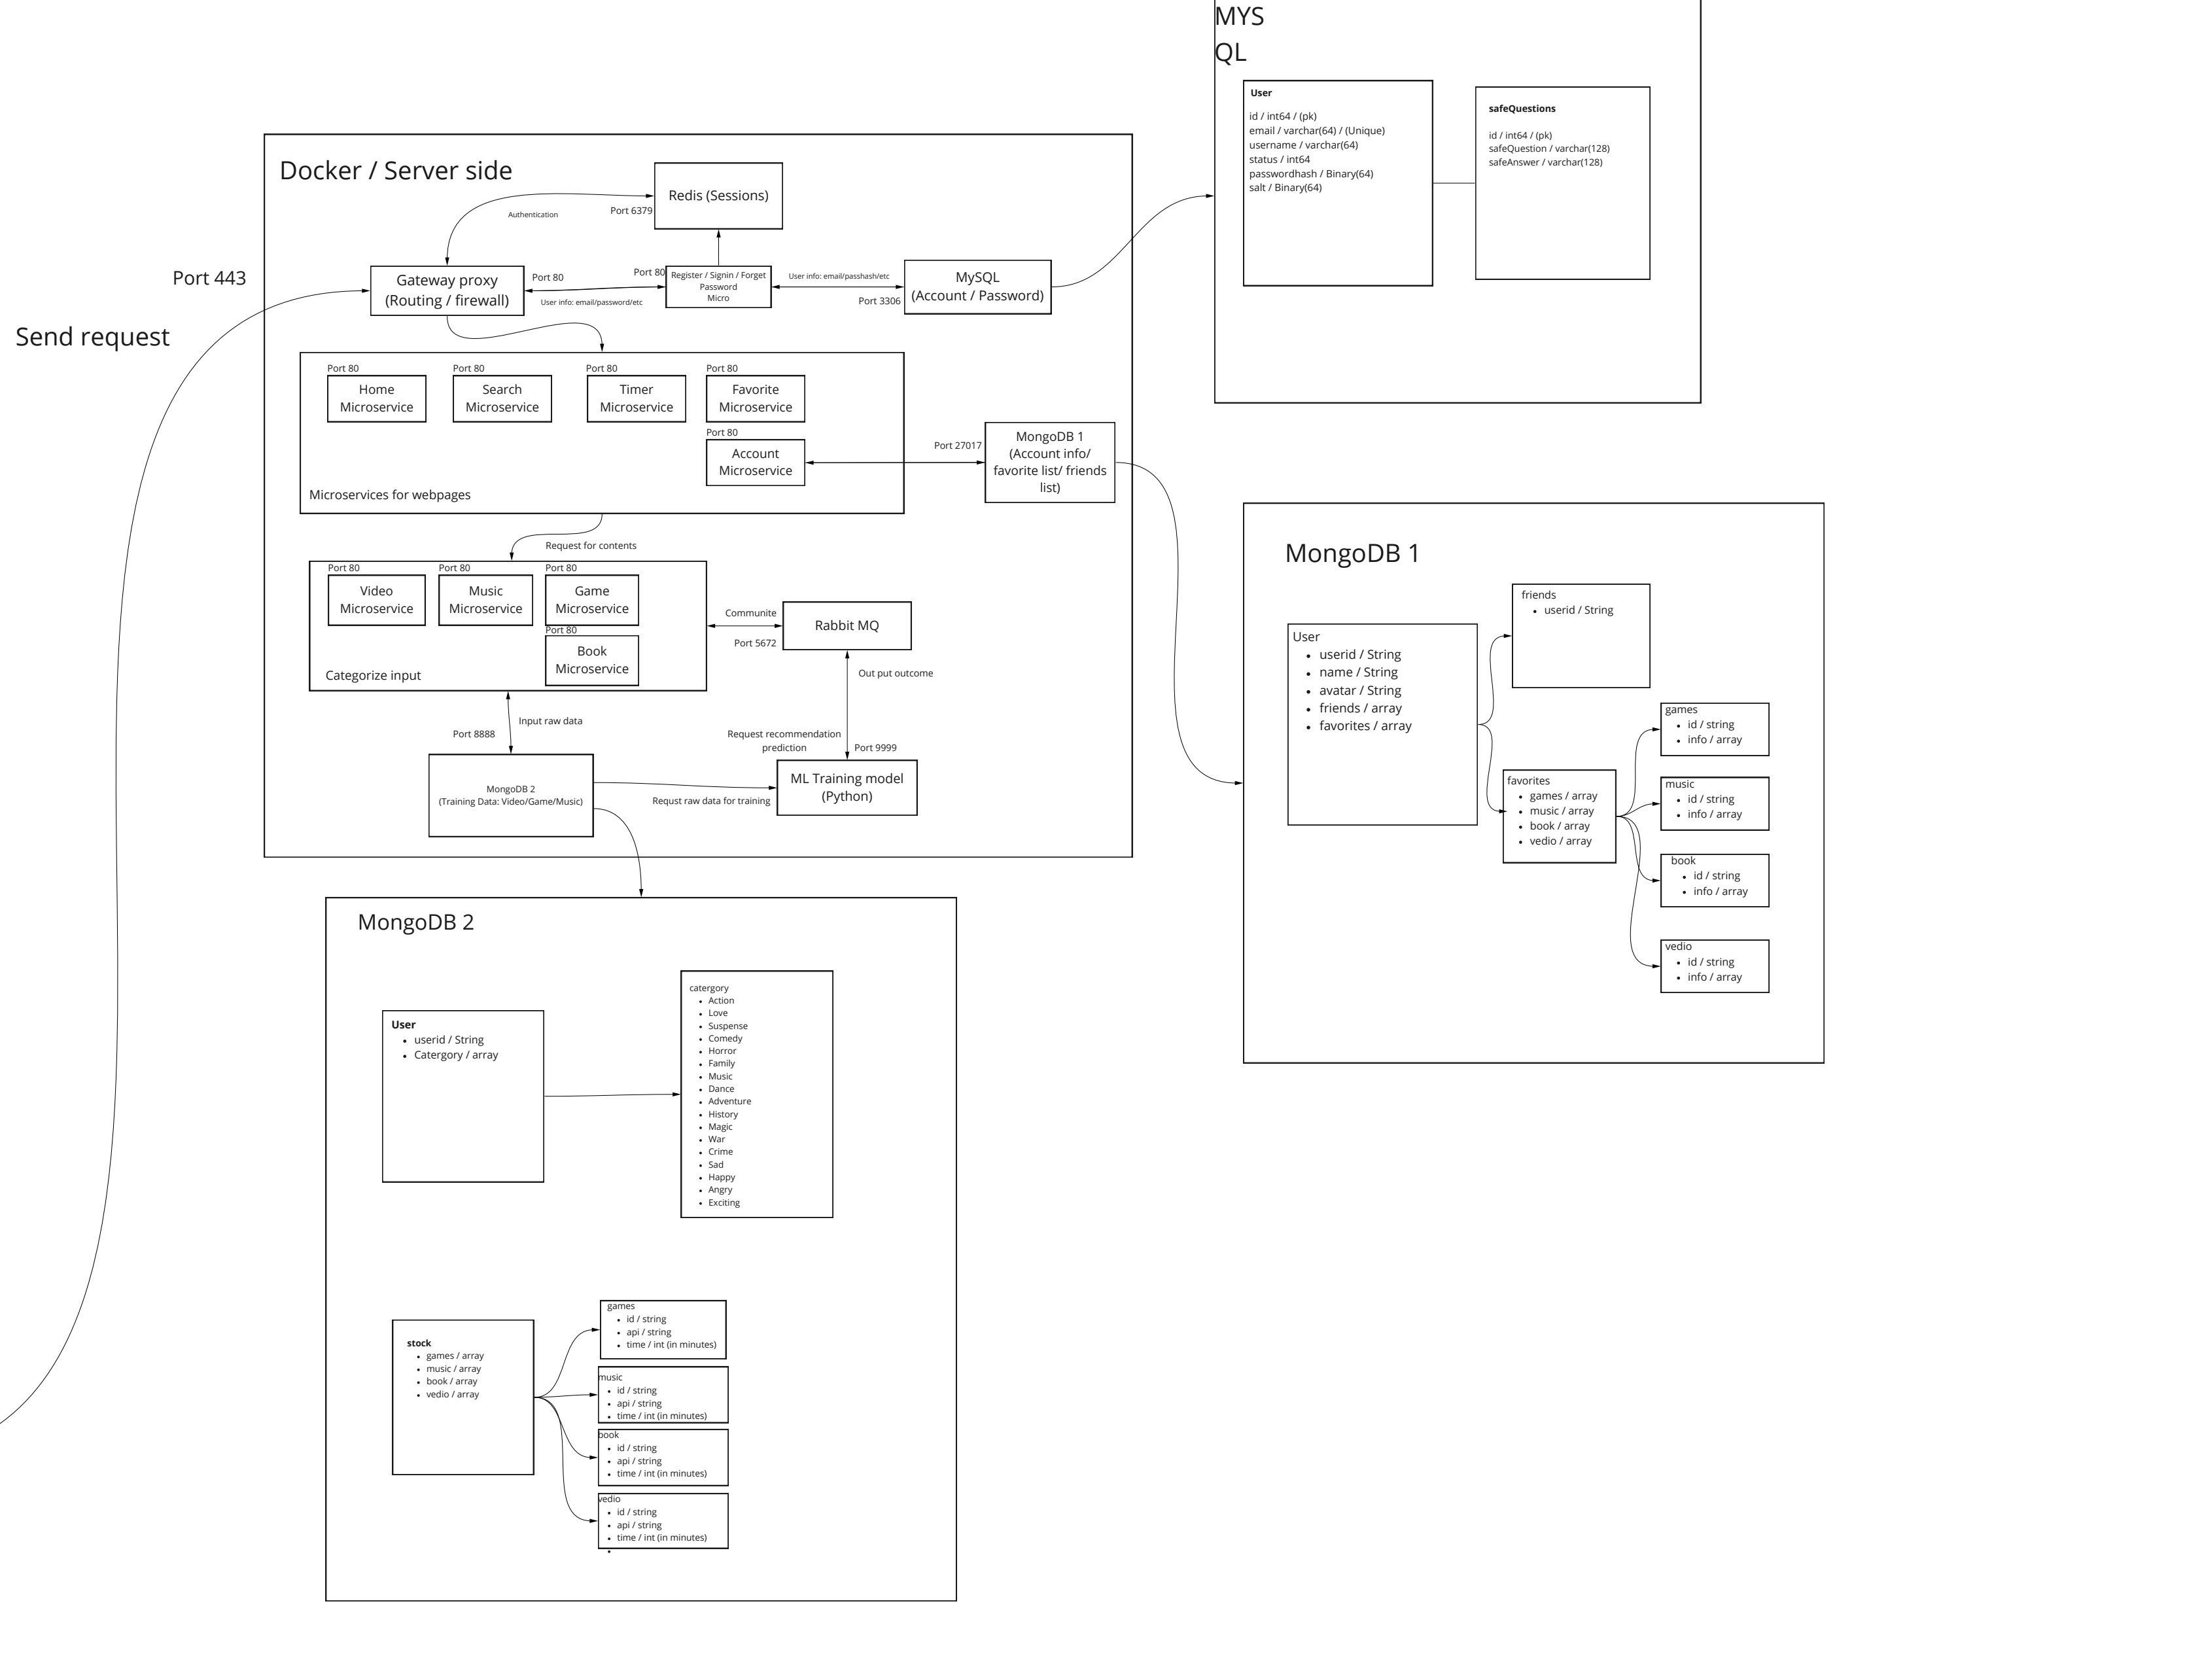 MYS
QL
User
id / int64 / (pk)
email / varchar(64) / (Unique)
username / varchar(64)
status / int64
passwordhash / Binary(64)
salt / Binary(64)
safeQuestions
id / int64 / (pk)
safeQuestion / varchar(128)
safeAnswer / varchar(128)
Docker / Server side
Redis (Sessions)
Port 6379
Authentication
Port 443
Send request
Gateway proxy
(Routing / firewall)
Port 80
User info: email/password/etc
Port 80
Register / Signin / Forget
Password
Micro
User info: email/passhash/etc
Port 3306
MySQL
(Account / Password)
Port 80
Home
Microservice
Port 80
Search
Microservice
Port 80
Timer
Microservice
Port 80
Favorite
Microservice
Port 80
Account
Microservice
Microservices for webpages
Port 27017
MongoDB 1
(Account info/
favorite list/ friends
list)
Request for contents
Port 80
Video
Microservice
Port 80
Music
Microservice
Port 80
Game
Microservice
Port 80
Book
Microservice
Categorize input
Communite
Port 5672
Rabbit MQ
Out put outcome
Input raw data
Port 8888
Request recommendation
prediction
Port 9999
MongoDB 2
(Training Data: Video/Game/Music)
Requst raw data for training
ML Training model
(Python)
MongoDB 1
User
• userid / String
• name / String
• avatar / String
• friends / array
• favorites / array
friends
• userid / String
favorites
• games / array
• music / array
• book / array
• vedio / array
games
• id / string
• info / array
music
• id / string
• info / array
book
• id / string
• info / array
vedio
• id / string
• info / array
MongoDB 2
User
• userid / String
• Catergory / array
catergory
• Action
• Love
• Suspense
• Comedy
• Horror
• Family
• Music
• Dance
• Adventure
• History
• Magic
• War
• Crime
• Sad
• Happy
• Angry
• Exciting
stock
• games / array
• music / array
• book / array
• vedio / array
games
• id / string
• api / string
• time / int (in minutes)
music
• id / string
• api / string
• time / int (in minutes)
book
• id / string
• api / string
• time / int (in minutes)
vedio
• id / string
• api / string
• time / int (in minutes)
•